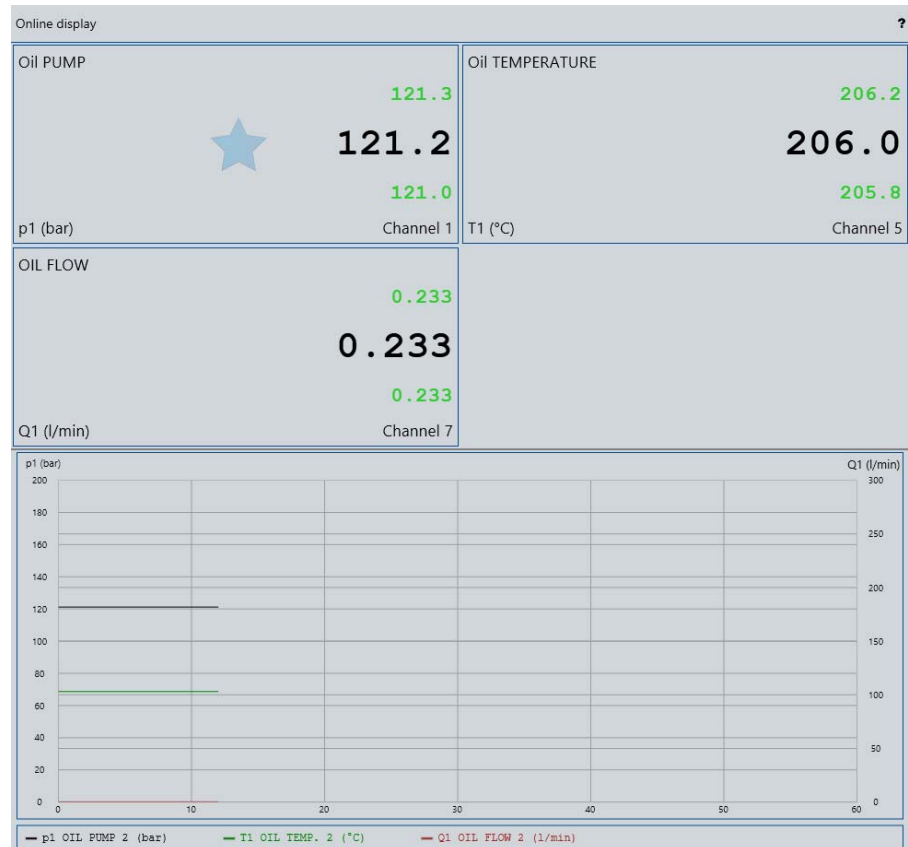 Online display ?
Oil PUMP
121.3
121.2
121.0
p1 (bar) Channel 1
Oil TEMPERATURE
206.2
206.0
205.8
T1 (°C) Channel 5
OIL FLOW
0.233
0.233
0.233
Q1 (l/min) Channel 7
p1 (bar) Q1 (l/min)
200 300
180
250
160
140
200
120
100 150
80
100
60
40
50
20
0 0
0 10 20 30 40 50 60
p1 OIL PUMP 2 (bar) T1 OIL TEMP. 2 (°C) Q1 OIL FLOW 2 (l/min)